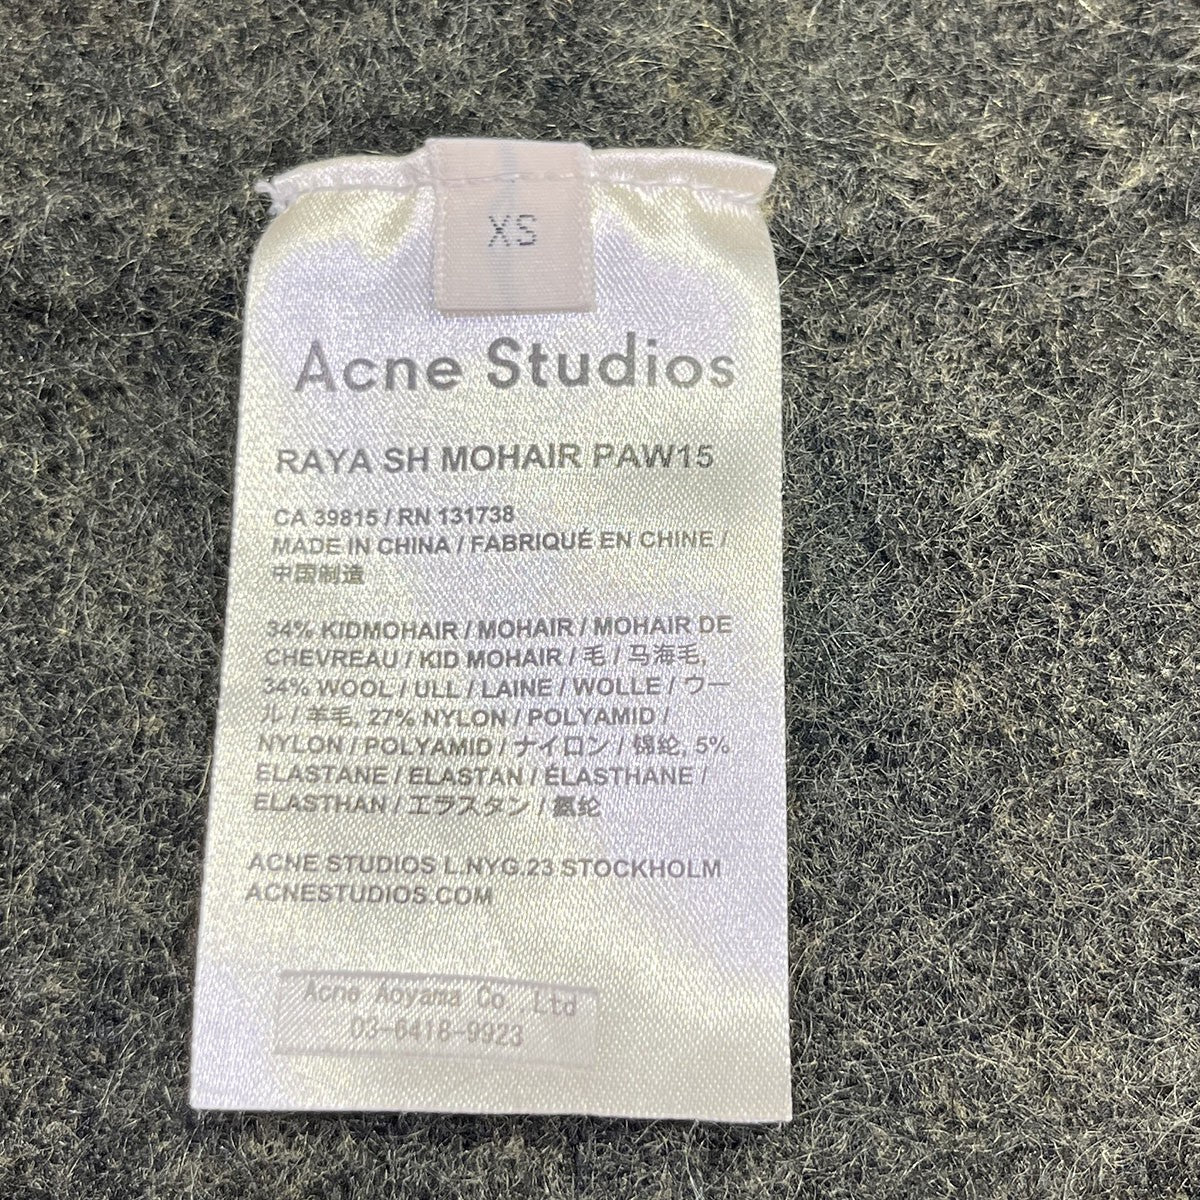 XS
Acne Studios
RAYA SH MOHAIR PAW15
CA 39815 / RN 131738
MADE IN CHINA / FABRIQUÉ EN CHINE /
中国制造
34% KIDMOHAIR / MOHAIR / MOHAIR DE
CHEVREAU / KID MOHAIR / 毛 / 马海毛,
34% WOOL / ULL / LAINE / WOLLE / ウー
ル / 羊毛, 27% NYLON / POLYAMID /
NYLON / POLYAMID / ナイロン / 锦纶, 5%
ELASTANE / ELASTAN / ÉLASTHANE /
ELASTHAN / エラスタン / 氨纶
ACNE STUDIOS L.NYG.23 STOCKHOLM
ACNESTUDIOS.COM
Acne Aoyama Co., Ltd
03-6418-9923